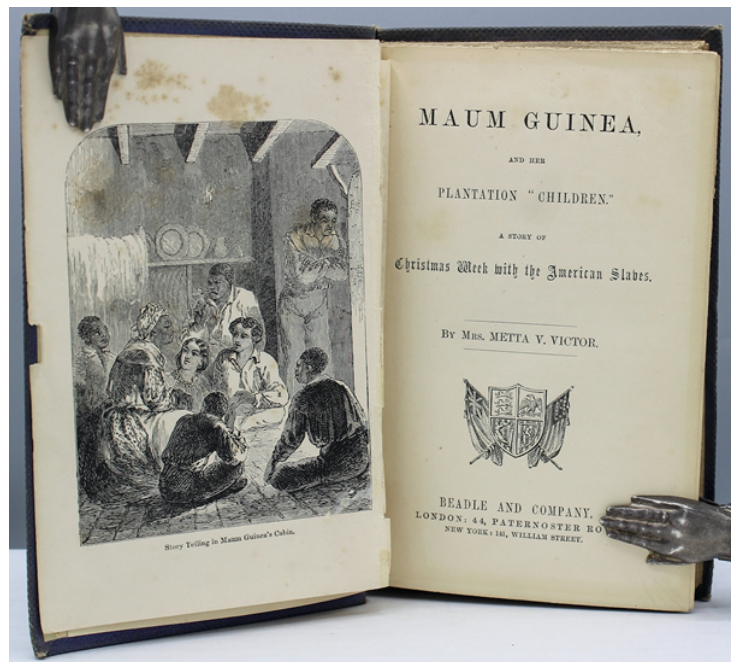 Story Telling in Maum Guinea's Cabin.
MAUM GUINEA,
AND HER
PLANTATION "CHILDREN."
A STORY OF
Christmas Week with the American Slaves.
BY MRS. METTA V. VICTOR.
BEADLE AND COMPANY.
LONDON: 44, PATERNOSTER
NEW YORK: 141, WILLIAM STREET.